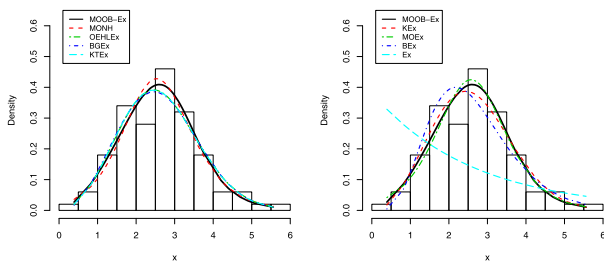 MOOB-Ex
MONH
OEHLEx
BGEx
KTEx
Density
0.0 0.1 0.2 0.3 0.4 0.5 0.6
0 1 2 3 4 5 6
x
MOOB-Ex
KEx
MOEx
BEx
Ex
Density
0.0 0.1 0.2 0.3 0.4 0.5 0.6
0 1 2 3 4 5 6
x